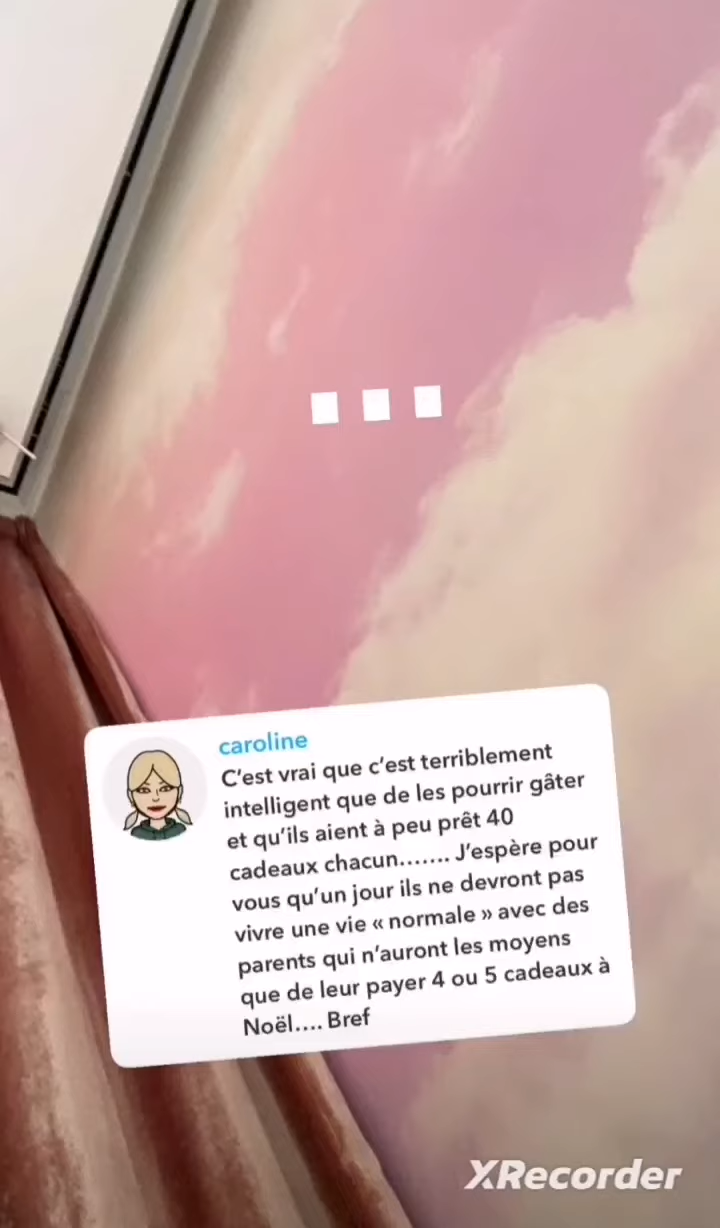 caroline
C'est vrai que c'est terriblement
intelligent que de les pourrir gâter
et qu'ils aient à peu prêt 40
cadeaux chacun....... J'espère pour
vous qu'un jour ils ne devront pas
vivre une vie « normale » avec des
parents qui n'auront les moyens
que de leur payer 4 ou 5 cadeaux à
Noël.... Bref
XRecorder